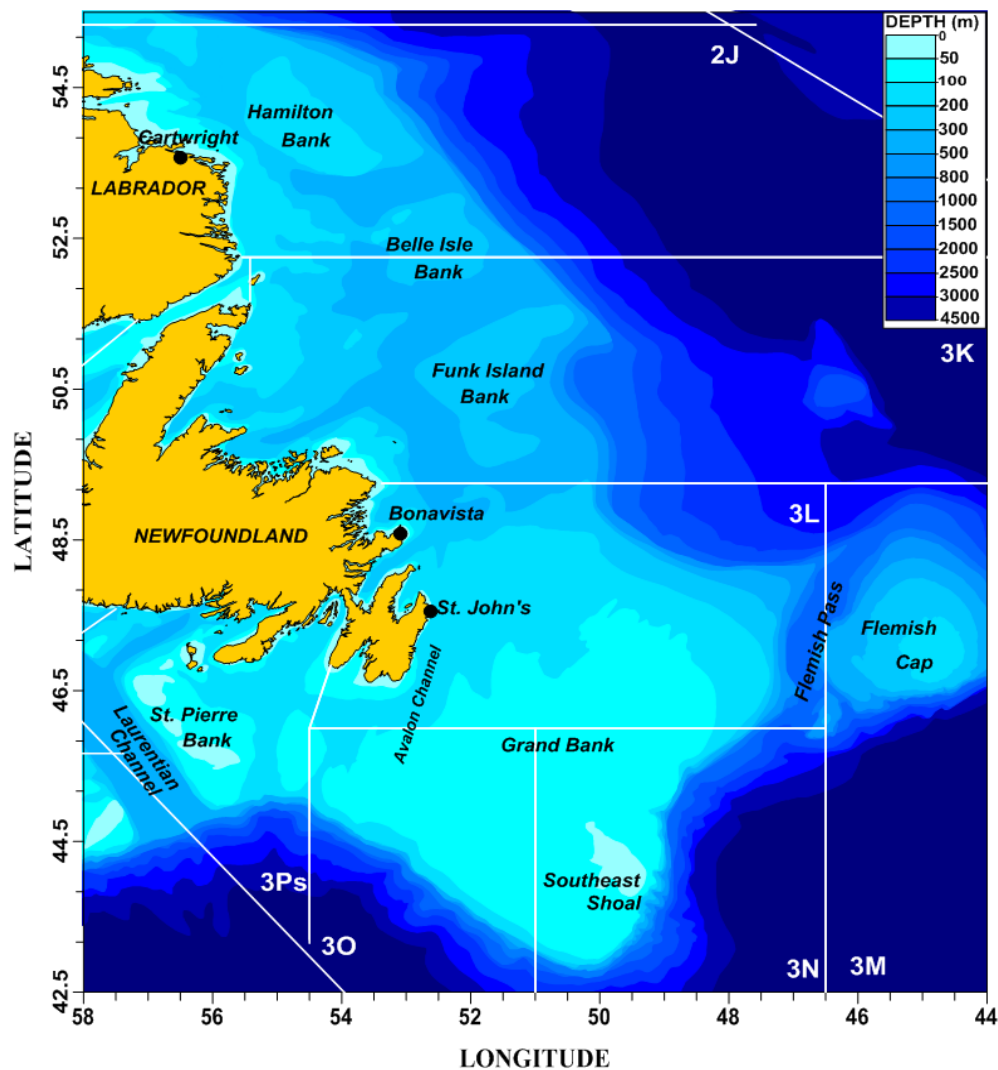 DEPTH (m)
0
50
100
200
300
500
800
1000
1500
2000
2500
3000
4500
2J
54.5
Hamilton
Bank
Cartwright
LABRADOR
52.5
Belle Isle
Bank
3K
Funk Island
Bank
50.5
LATITUDE
Bonavista
3L
48.5
NEWFOUNDLAND
St. John's
Flemish Pass
Flemish
Cap
46.5
St. Pierre
Bank
Laurentian
Channel
Avalon Channel
Grand Bank
44.5
Southeast
Shoal
3Ps
3O
3N
3M
42.5
58
56
54
52
50
48
46
44
LONGITUDE